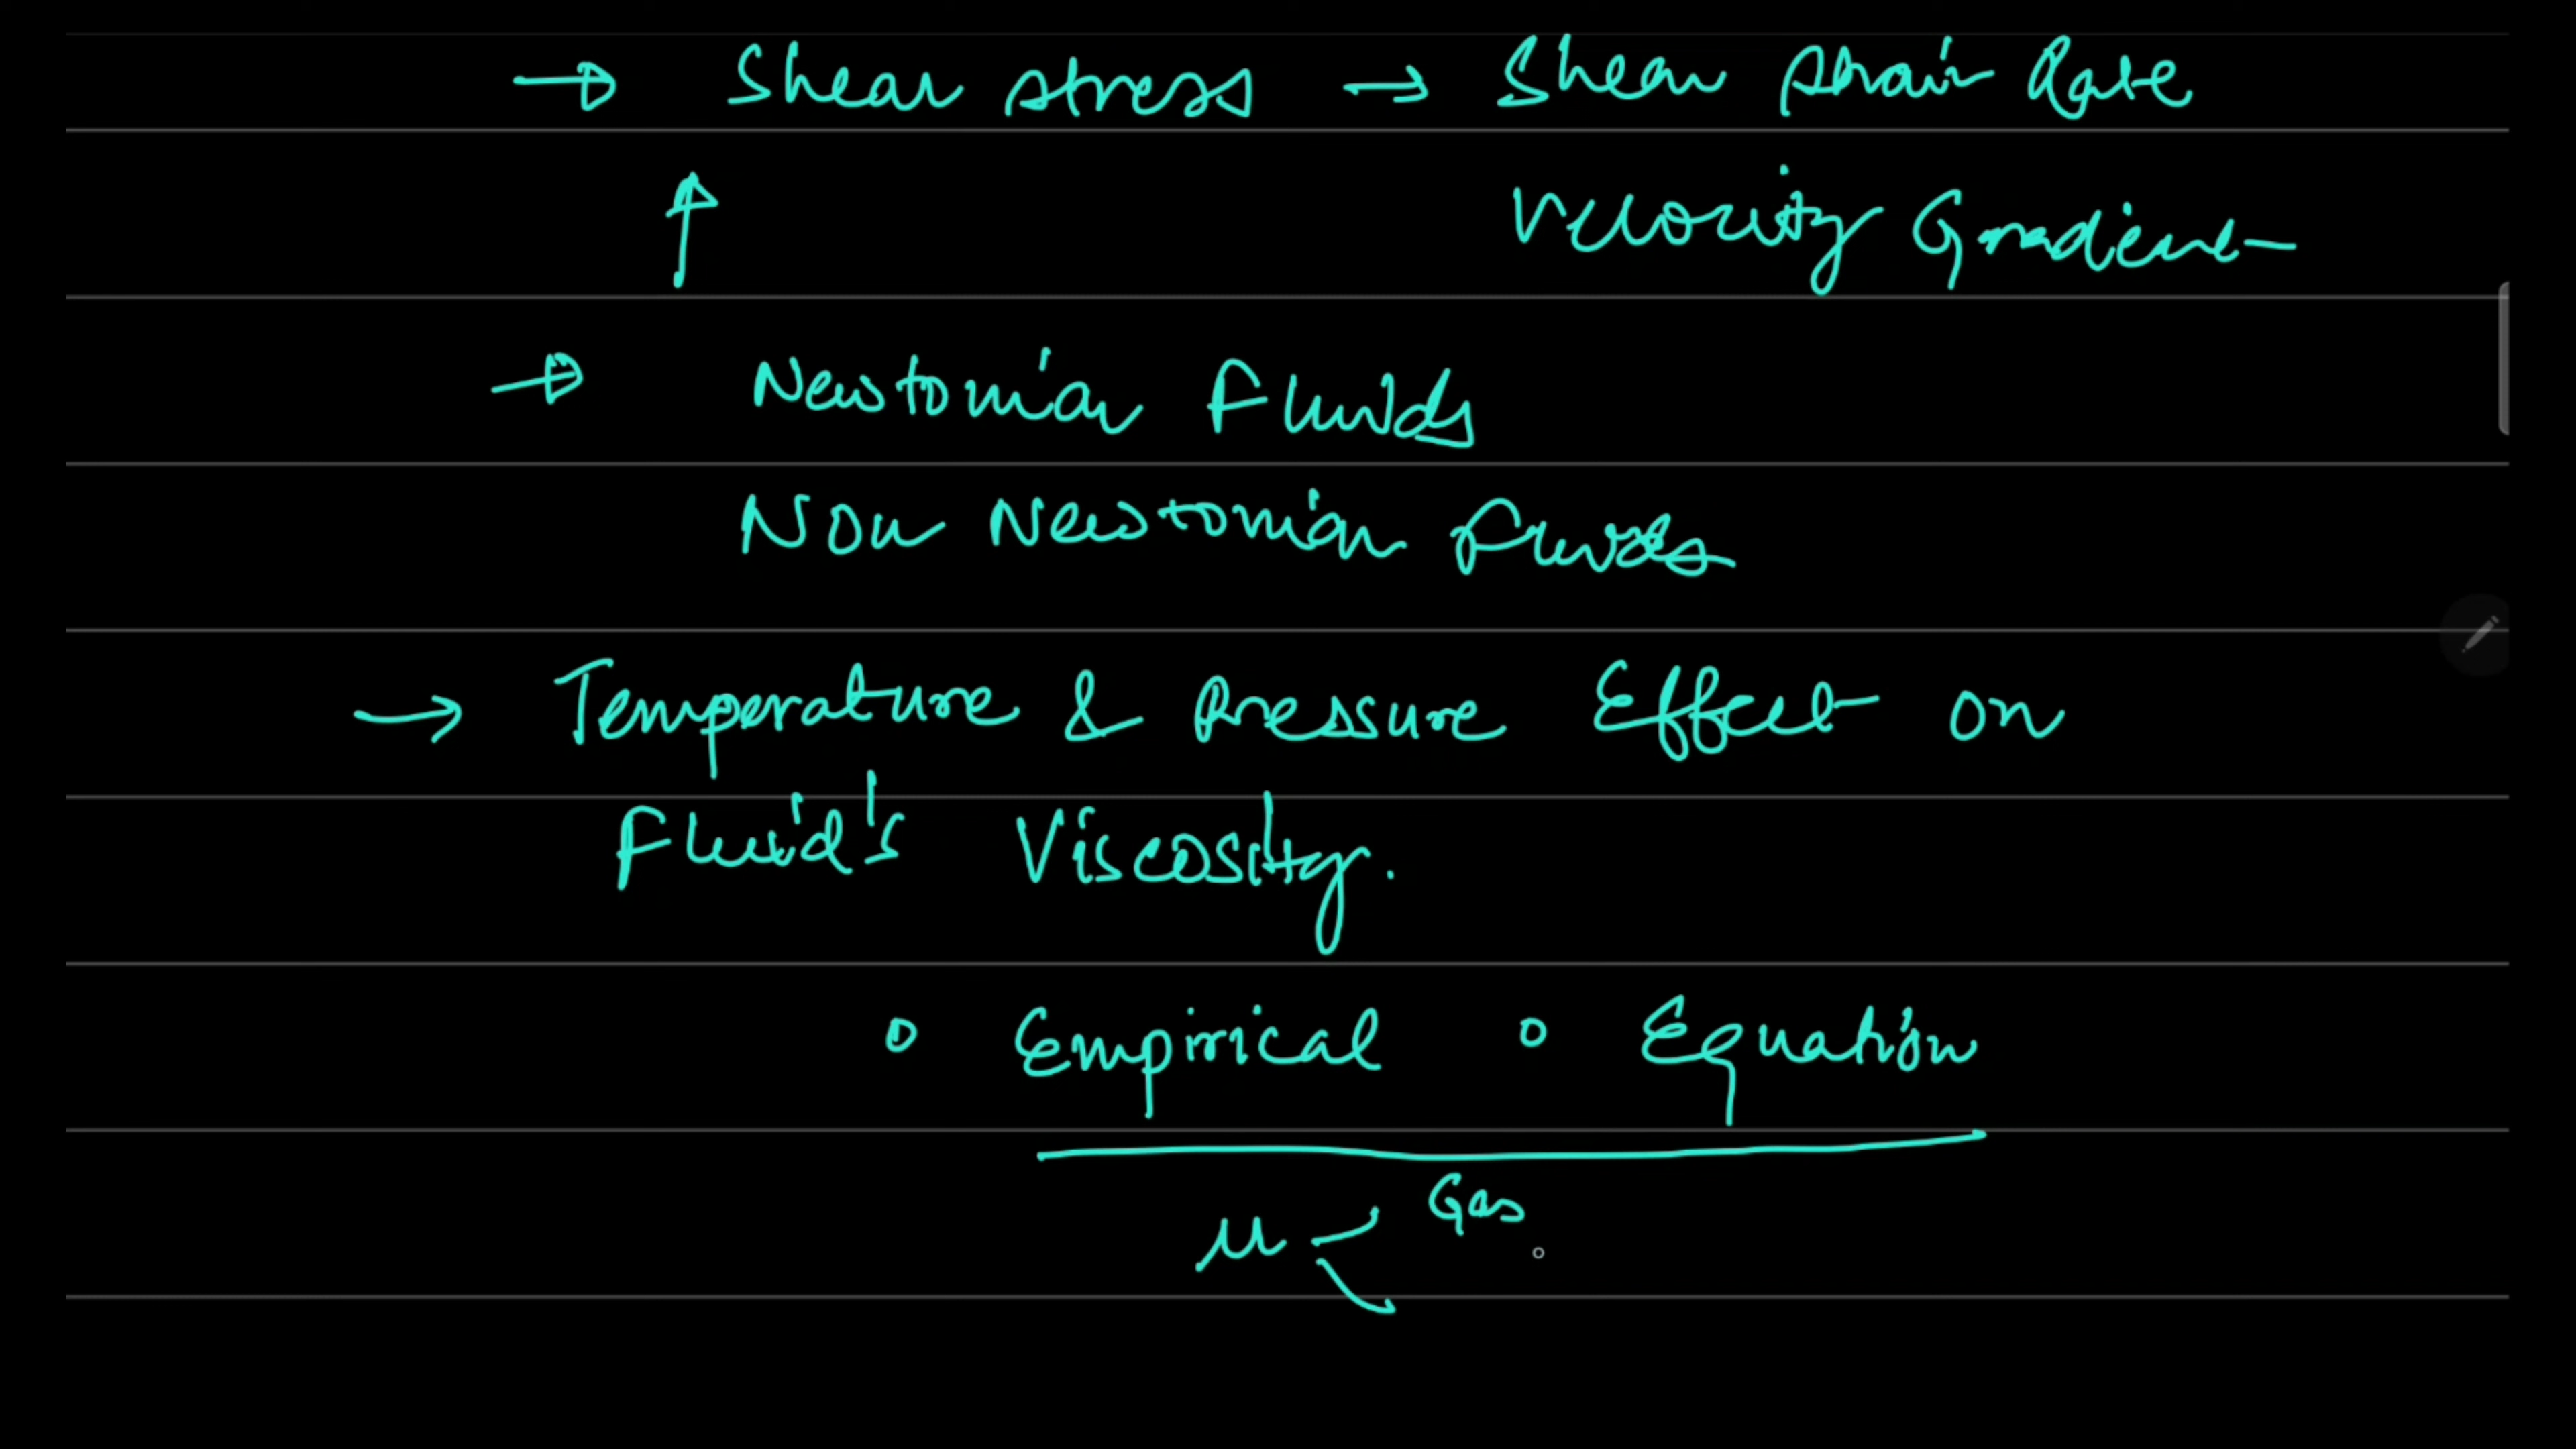 → Shear stress → Shear strain Rate
↑ Velocity Gradient
→ Newtonian Fluids
Non Newtonian fluids
→ Temperature & Pressure Effect on
Fluid's Viscosity.
o Empirical o Equation
Gas
μ